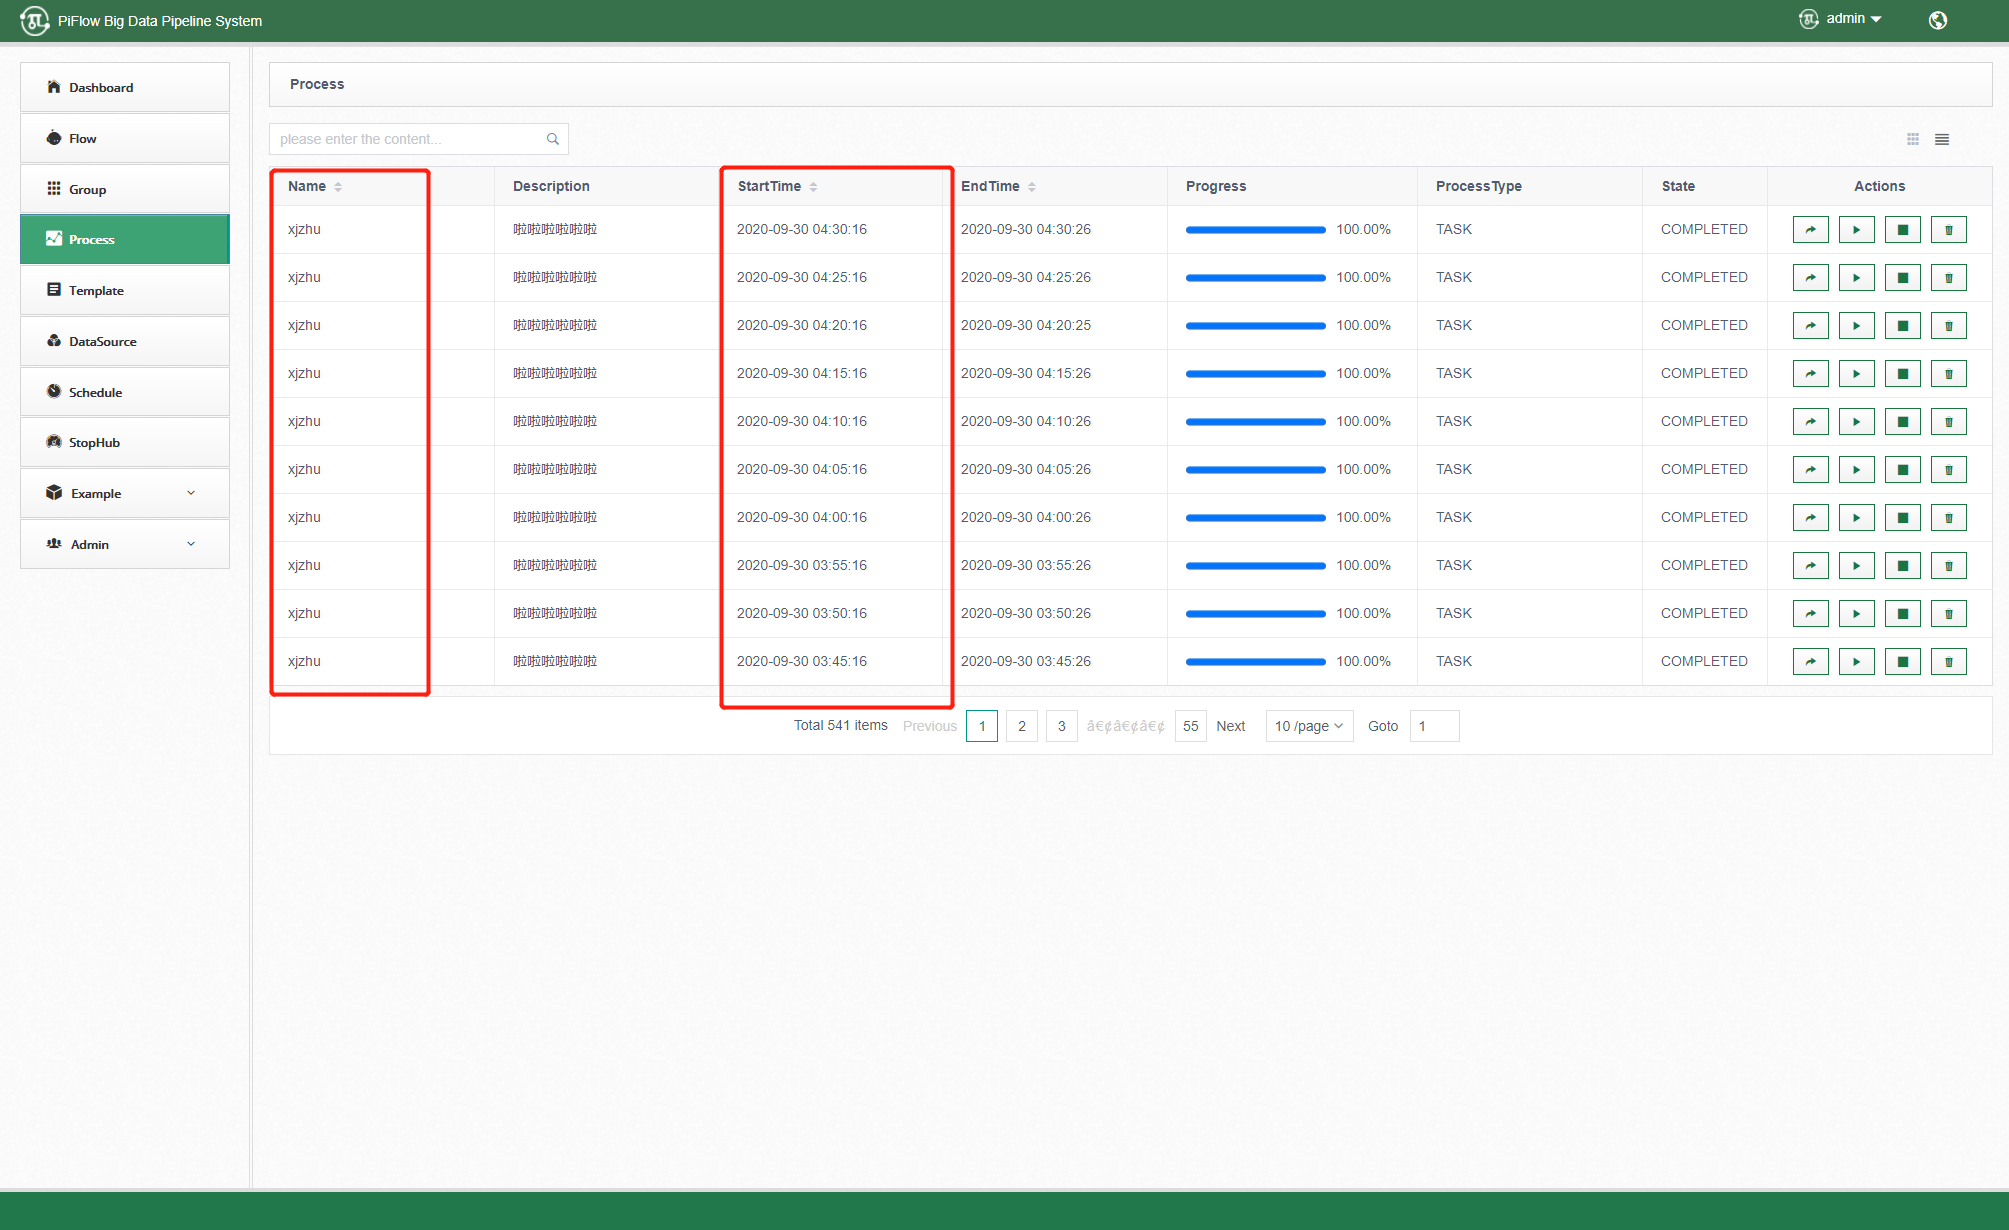 PiFlow Big Data Pipeline System
admin
Dashboard
Flow
Group
Process
Template
DataSource
Schedule
StopHub
Example
Admin
Process
please enter the content...
Name Description StartTime EndTime Progress ProcessType State Actions
xjzhu 啦啦啦啦啦啦 2020-09-30 04:30:16 2020-09-30 04:30:26 100.00% TASK COMPLETED
xjzhu 啦啦啦啦啦啦 2020-09-30 04:25:16 2020-09-30 04:25:26 100.00% TASK COMPLETED
xjzhu 啦啦啦啦啦啦 2020-09-30 04:20:16 2020-09-30 04:20:25 100.00% TASK COMPLETED
xjzhu 啦啦啦啦啦啦 2020-09-30 04:15:16 2020-09-30 04:15:26 100.00% TASK COMPLETED
xjzhu 啦啦啦啦啦啦 2020-09-30 04:10:16 2020-09-30 04:10:26 100.00% TASK COMPLETED
xjzhu 啦啦啦啦啦啦 2020-09-30 04:05:16 2020-09-30 04:05:26 100.00% TASK COMPLETED
xjzhu 啦啦啦啦啦啦 2020-09-30 04:00:16 2020-09-30 04:00:26 100.00% TASK COMPLETED
xjzhu 啦啦啦啦啦啦 2020-09-30 03:55:16 2020-09-30 03:55:26 100.00% TASK COMPLETED
xjzhu 啦啦啦啦啦啦 2020-09-30 03:50:16 2020-09-30 03:50:26 100.00% TASK COMPLETED
xjzhu 啦啦啦啦啦啦 2020-09-30 03:45:16 2020-09-30 03:45:26 100.00% TASK COMPLETED
Total 541 items Previous 1 2 3 â€¢â€¢â€¢ 55 Next 10 /page Goto 1